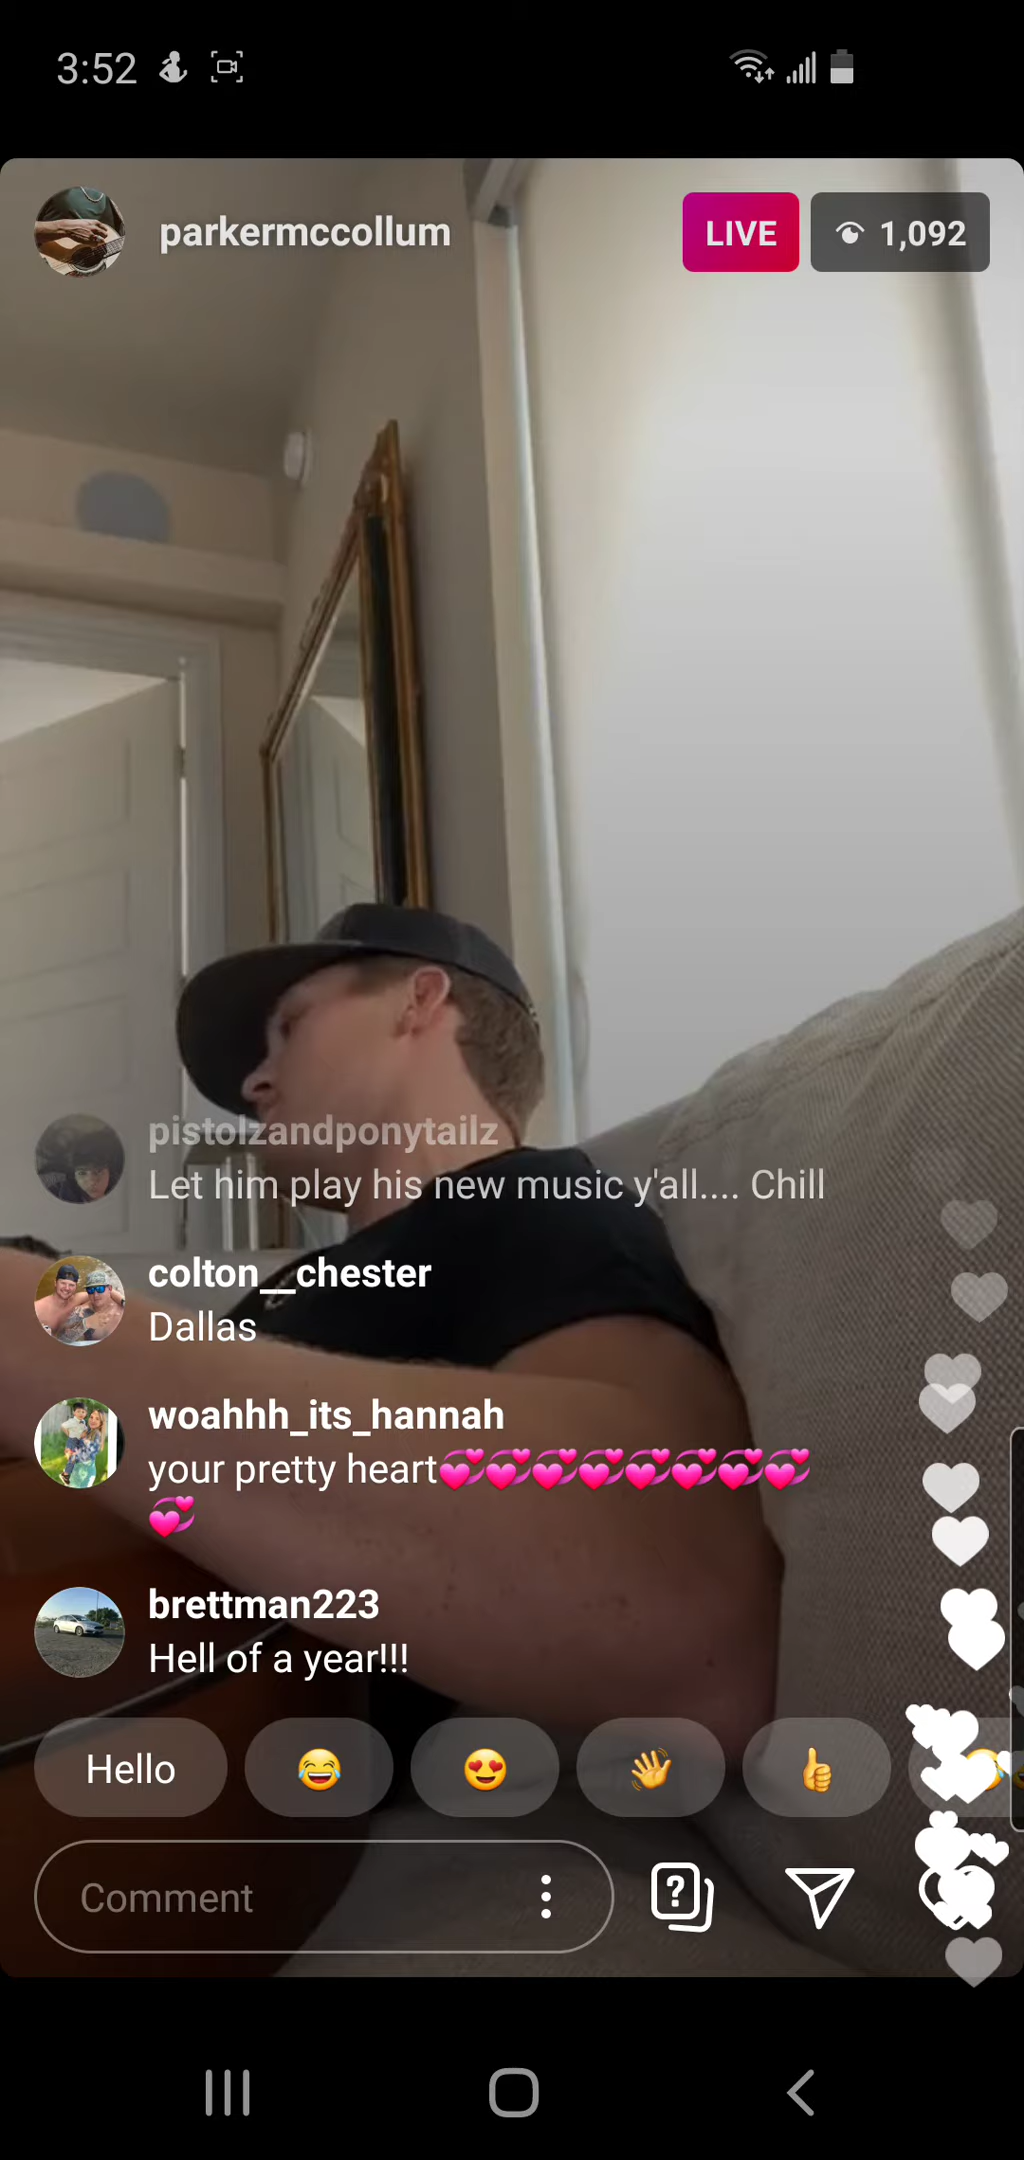 3:52
parkermccollum
LIVE
1,092
pistolzandponytailz
Let him play his new music y'all.... Chill
colton__chester
Dallas
woahhh_its_hannah
your pretty heart💞💞💞💞💞💞💞💞
💞
brettman223
Hell of a year!!!
Hello 😂 😍 👋 👍
Comment